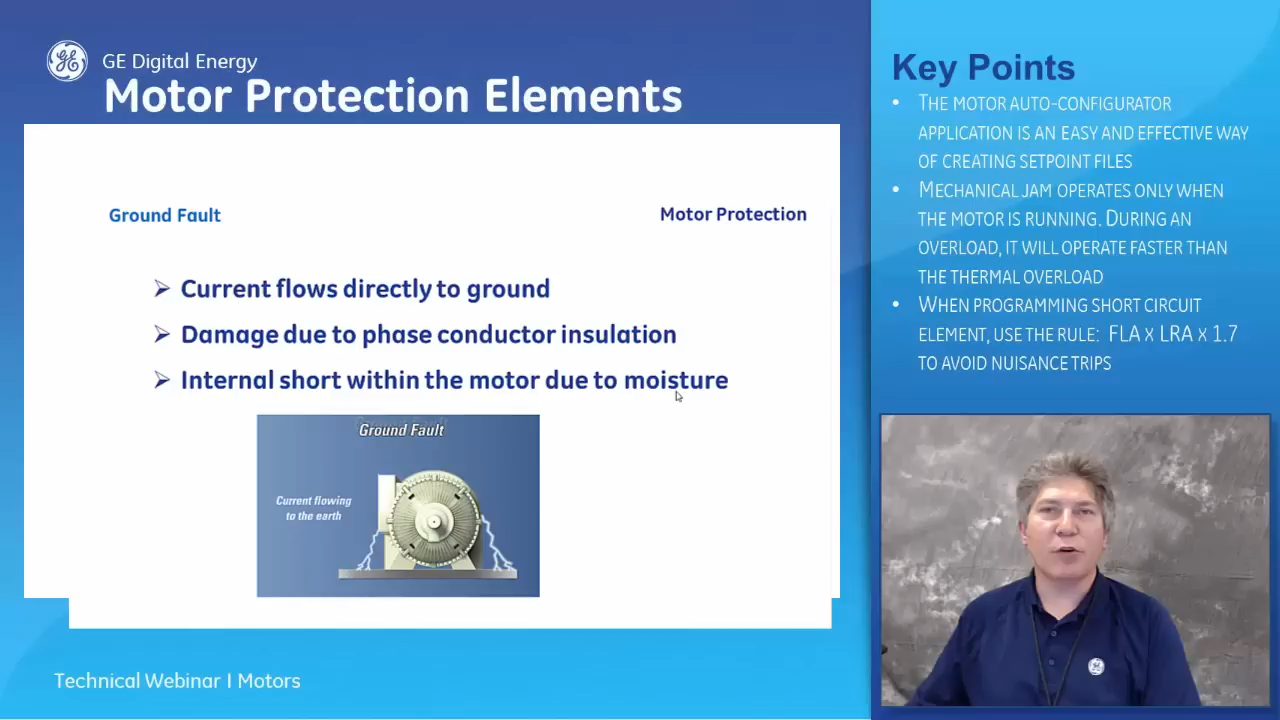 GE Digital Energy
Motor Protection Elements
Ground Fault
Motor Protection
Current flows directly to ground
Damage due to phase conductor insulation
Internal short within the motor due to moisture
Ground Fault
Current flowing
to the earth
Technical Webinar I Motors
Key Points
• THE MOTOR AUTO-CONFIGURATOR
APPLICATION IS AN EASY AND EFFECTIVE WAY
OF CREATING SETPOINT FILES
• MECHANICAL JAM OPERATES ONLY WHEN
THE MOTOR IS RUNNING. DURING AN
OVERLOAD, IT WILL OPERATE FASTER THAN
THE THERMAL OVERLOAD
• WHEN PROGRAMMING SHORT CIRCUIT
ELEMENT, USE THE RULE: FLA X LRA X 1.7
TO AVOID NUISANCE TRIPS